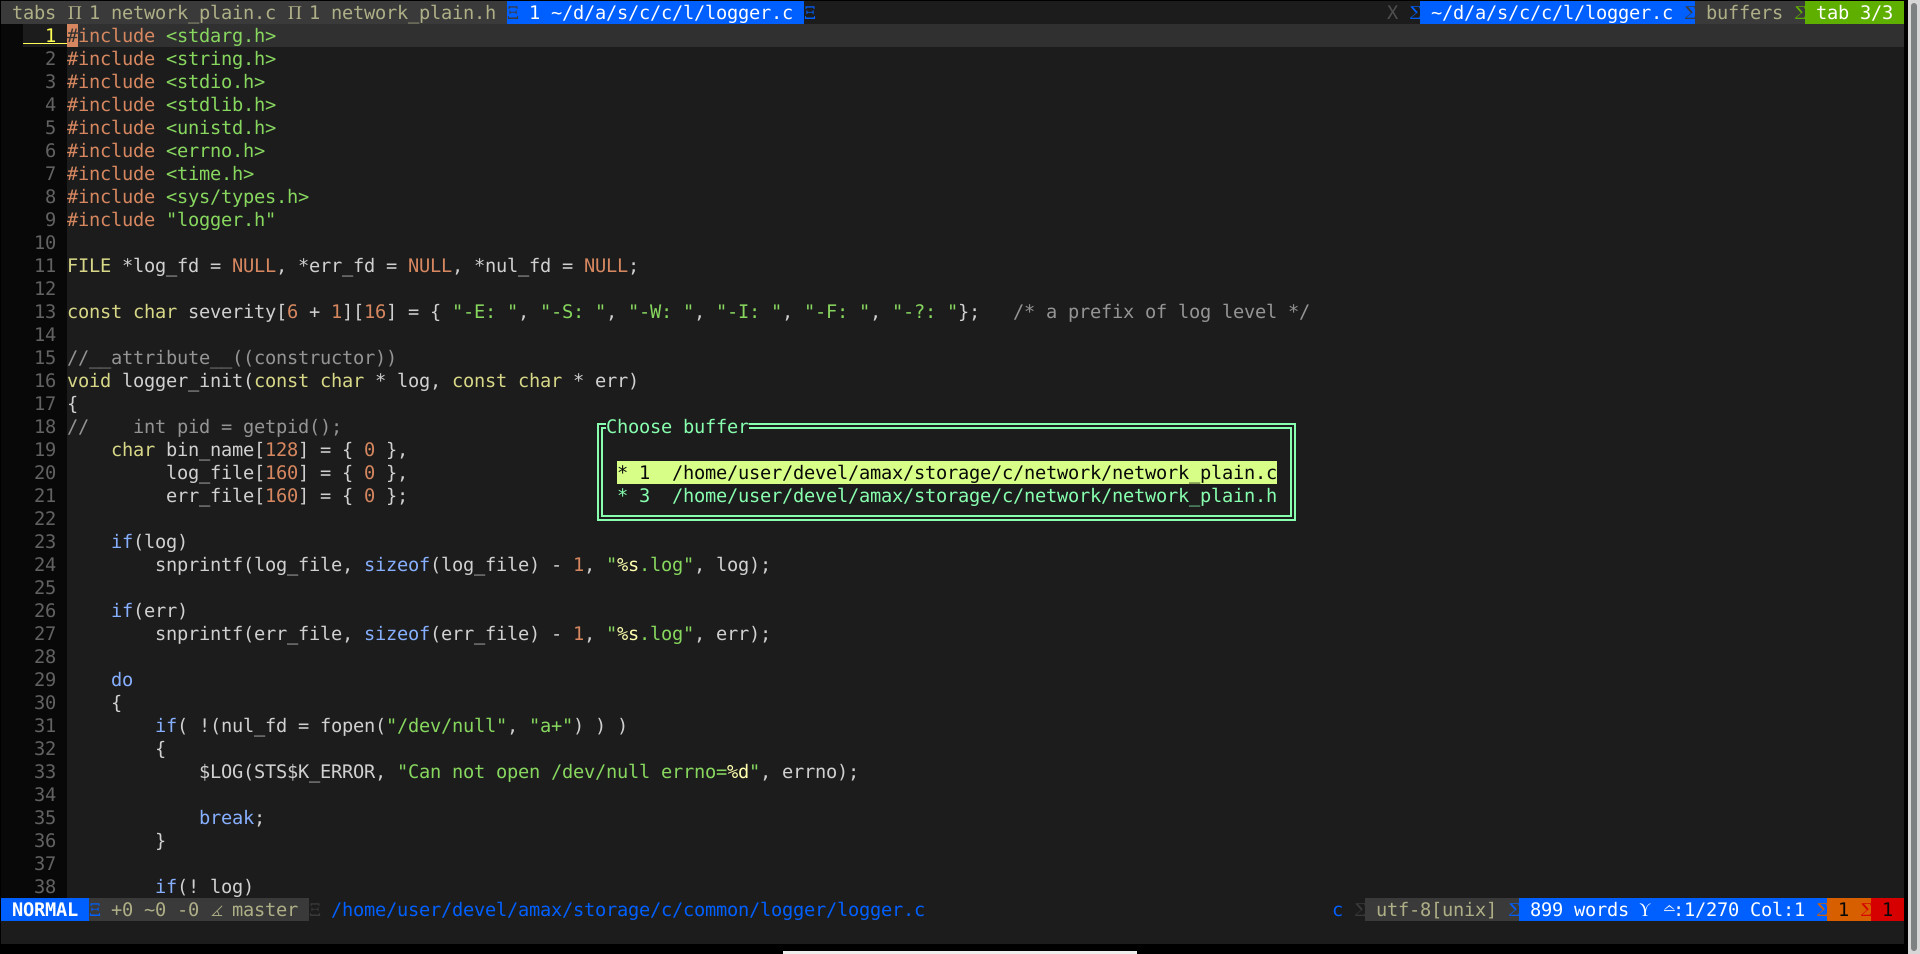 tabs Π 1 network_plain.c Π 1 network_plain.h Ξ 1 ~/d/a/s/c/c/l/logger.c Ξ X Σ ~/d/a/s/c/c/l/logger.c Σ buffers Σ tab 3/3
1 #include <stdarg.h>
2 #include <string.h>
3 #include <stdio.h>
4 #include <stdlib.h>
5 #include <unistd.h>
6 #include <errno.h>
7 #include <time.h>
8 #include <sys/types.h>
9 #include "logger.h"
10
11 FILE *log_fd = NULL, *err_fd = NULL, *nul_fd = NULL;
12
13 const char severity[6 + 1][16] = { "-E: ", "-S: ", "-W: ", "-I: ", "-F: ", "-?: "};   /* a prefix of log level */
14
15 //__attribute__((constructor))
16 void logger_init(const char * log, const char * err)
17 {
18 //    int pid = getpid();
19     char bin_name[128] = { 0 },
20          log_file[160] = { 0 },
21          err_file[160] = { 0 };
22
23     if(log)
24         snprintf(log_file, sizeof(log_file) - 1, "%s.log", log);
25
26     if(err)
27         snprintf(err_file, sizeof(err_file) - 1, "%s.log", err);
28
29     do
30     {
31         if( !(nul_fd = fopen("/dev/null", "a+") ) )
32         {
33             $LOG(STS$K_ERROR, "Can not open /dev/null errno=%d", errno);
34
35             break;
36         }
37
38         if(! log)
Choose buffer
* 1  /home/user/devel/amax/storage/c/network/network_plain.c
* 3  /home/user/devel/amax/storage/c/network/network_plain.h
NORMAL Ξ +0 ~0 -0 master Ξ /home/user/devel/amax/storage/c/common/logger/logger.c c Σ utf-8[unix] Σ 899 words :1/270 Col:1 Σ 1 Σ 1